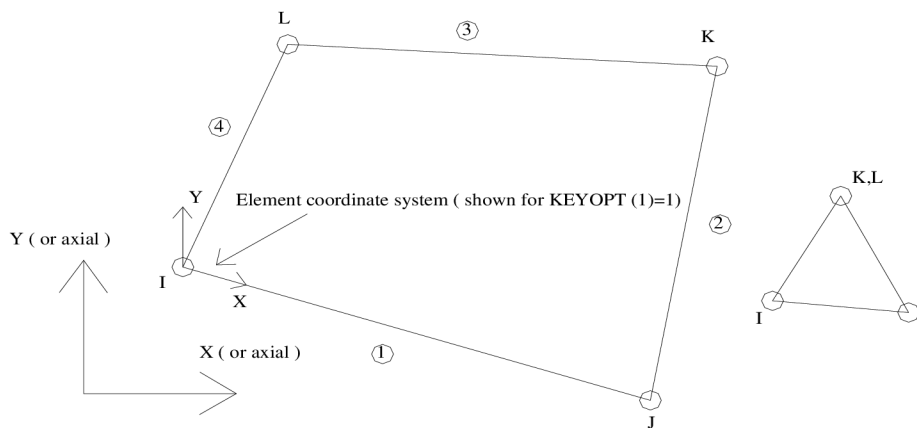 L
3
K
4
K,L
Y
Element coordinate system ( shown for KEYOPT (1)=1)
2
Y ( or axial )
I
X
I
X ( or axial )
1
J